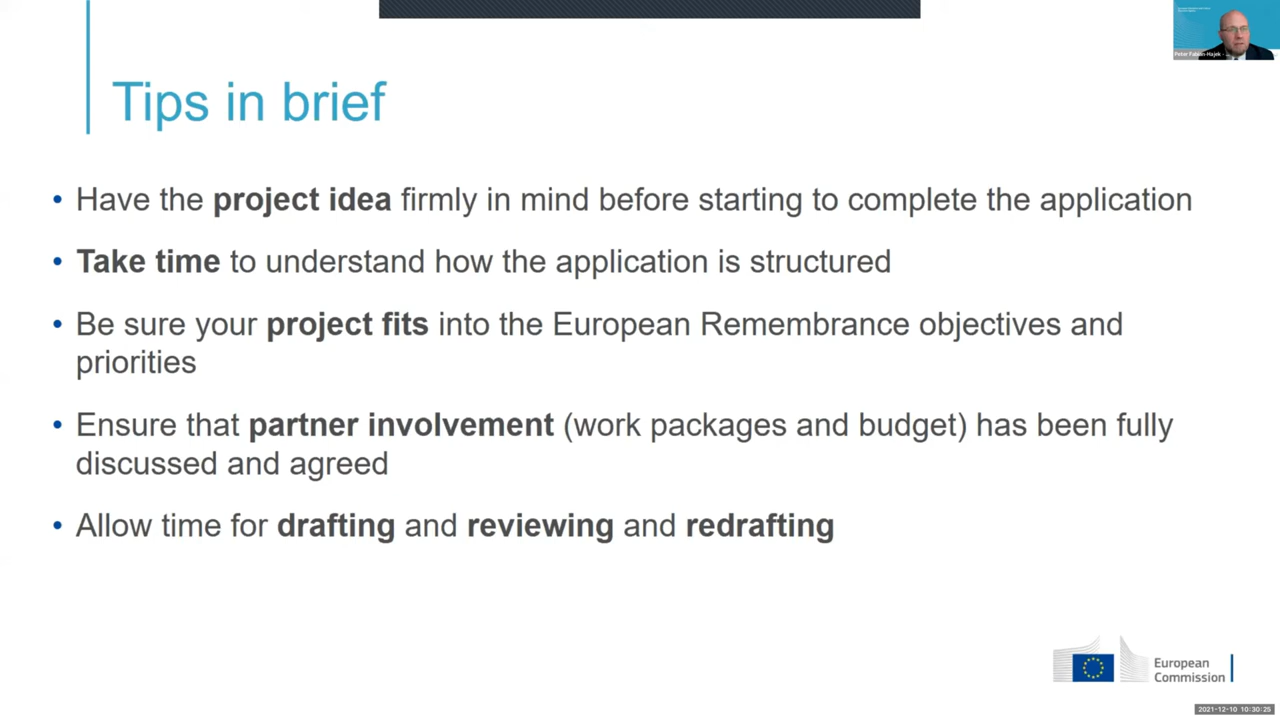 Tips in brief
• Have the project idea firmly in mind before starting to complete the application
• Take time to understand how the application is structured
• Be sure your project fits into the European Remembrance objectives and
priorities
• Ensure that partner involvement (work packages and budget) has been fully
discussed and agreed
• Allow time for drafting and reviewing and redrafting
European
Commission
2021-12-10 10:30:25